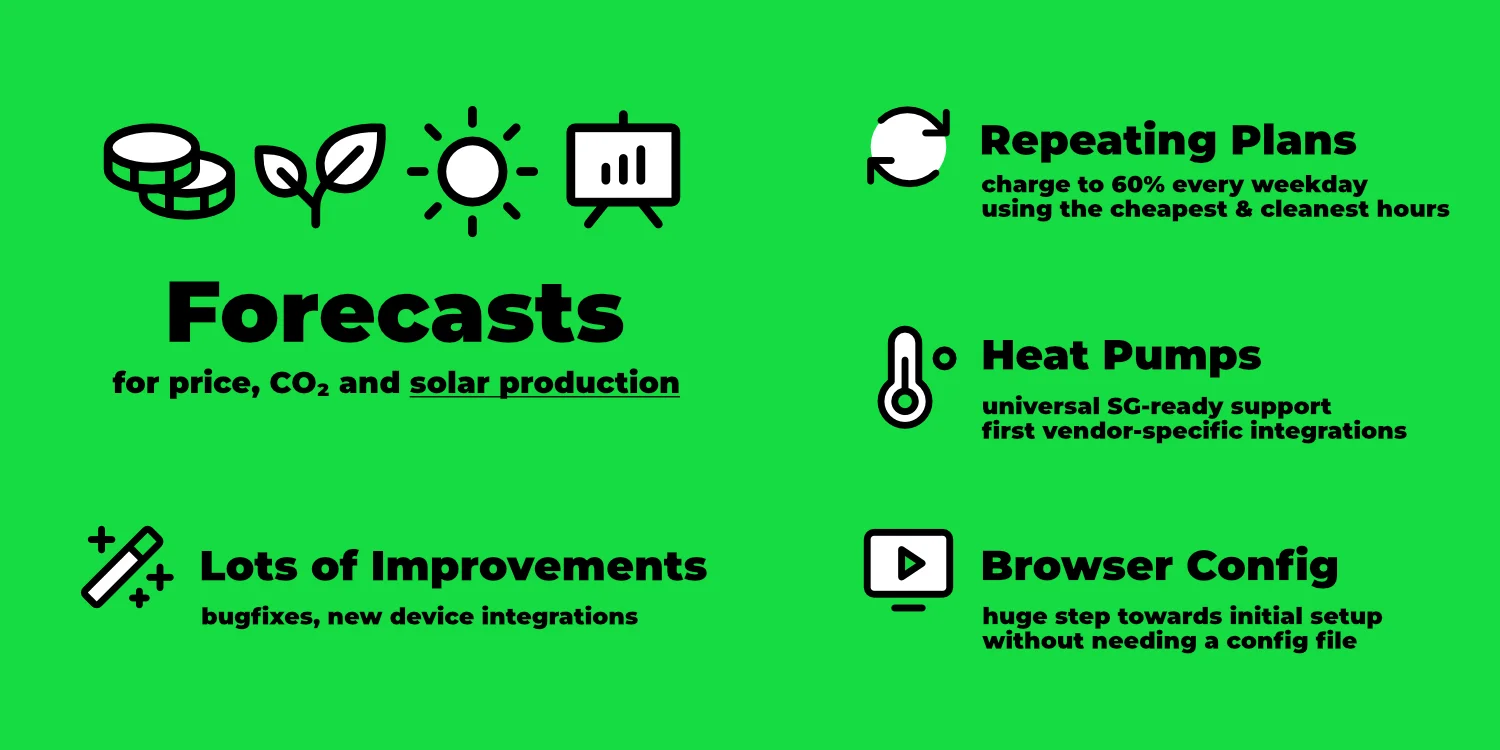 Forecasts
for price, CO₂ and solar production
Lots of Improvements
bugfixes, new device integrations
Repeating Plans
charge to 60% every weekday
using the cheapest & cleanest hours
Heat Pumps
universal SG-ready support
first vendor-specific integrations
Browser Config
huge step towards initial setup
without needing a config file